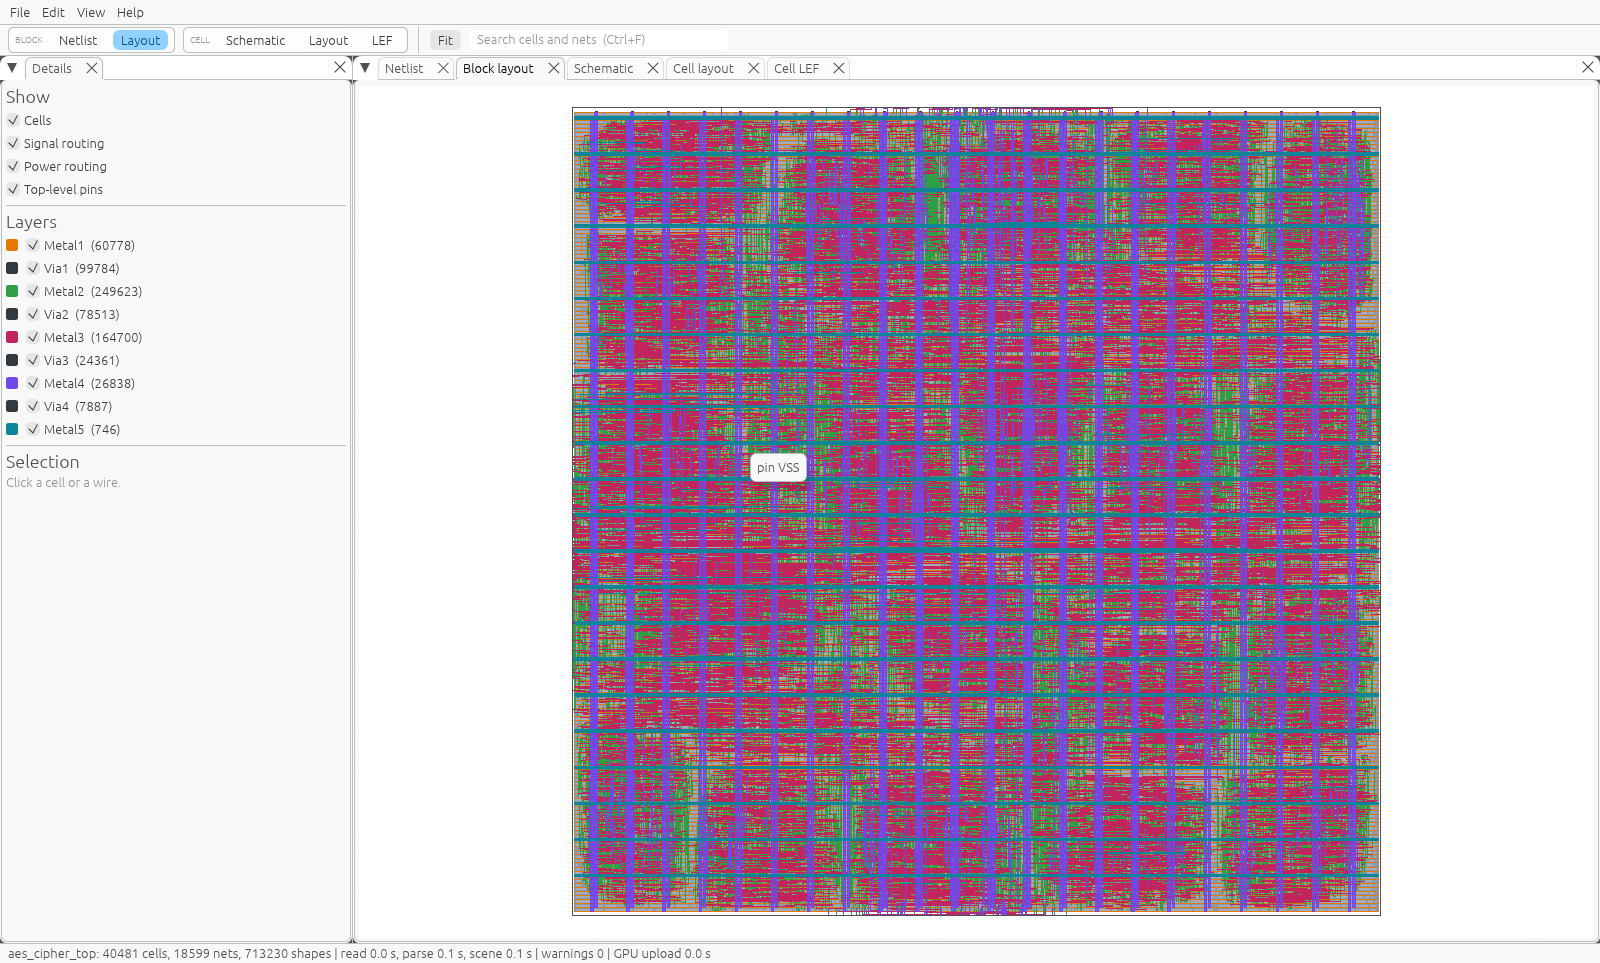 File Edit View Help
BLOCK Netlist Layout CELL Schematic Layout LEF Fit Search cells and nets (Ctrl+F)
Details
Netlist Block layout Schematic Cell layout Cell LEF
Show
Cells
Signal routing
Power routing
Top-level pins
Layers
Metal1 (60778)
Via1 (99784)
Metal2 (249623)
Via2 (78513)
Metal3 (164700)
Via3 (24361)
Metal4 (26838)
Via4 (7887)
Metal5 (746)
Selection
Click a cell or a wire.
pin VSS
aes_cipher_top: 40481 cells, 18599 nets, 713230 shapes | read 0.0 s, parse 0.1 s, scene 0.1 s | warnings 0 | GPU upload 0.0 s